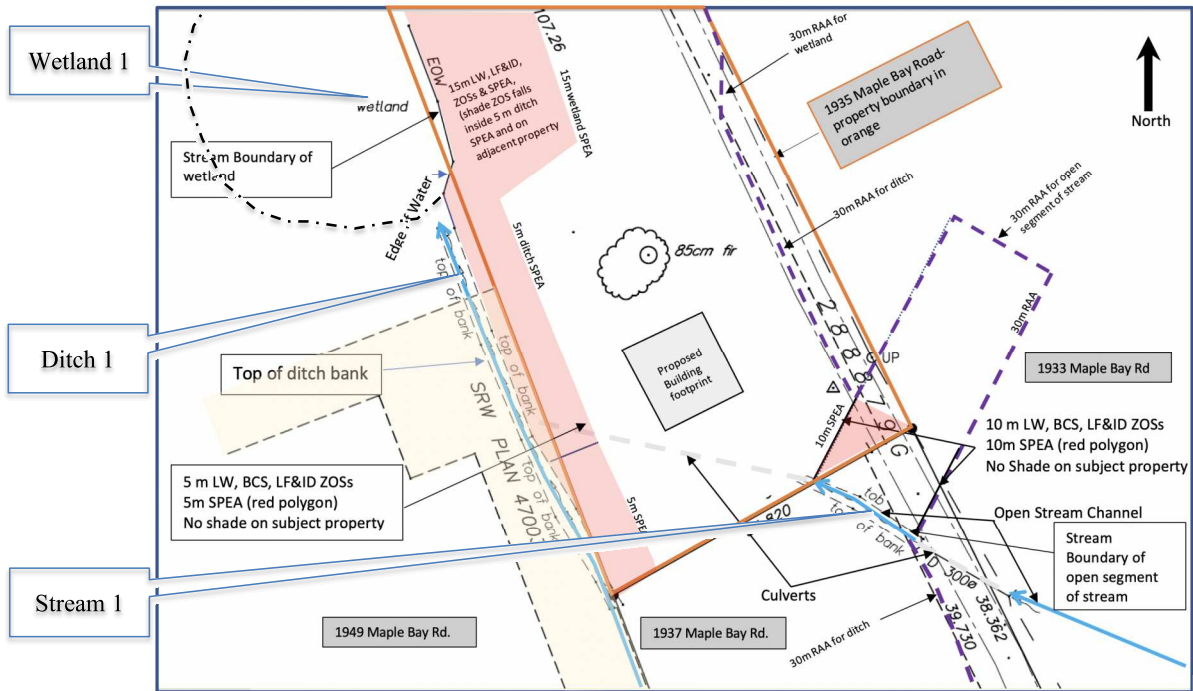 Wetland 1
Ditch 1
Stream 1
wetland
Stream Boundary of
wetland
EOW
Edge of Water
107.26
15m LW, LF&ID,
ZOSs & SPEA,
(shade ZOS falls
inside 5 m ditch
SPEA and on
adjacent property
15m wetland SPEA
30m RAA for
wetland
1935 Maple Bay Road-
property boundary in
orange
North
30m RAA for ditch
30m RAA for open
segment of stream
5m ditch SPEA
85cm fir
top of bank
top of bank
Top of ditch bank
SRW PLAN 4700
top of bank
Proposed
Building
footprint
28879G
UP
30m RAA
1933 Maple Bay Rd
10m SPEA
10 m LW, BCS, LF&ID ZOSs
10m SPEA (red polygon)
No Shade on subject property
5 m LW, BCS, LF&ID ZOSs
5m SPEA (red polygon)
No shade on subject property
5m SPE
.820
tob
top of bank
Open Stream Channel
Stream
Boundary of
open segment
of stream
D 300ø
38.362
39.730
Culverts
1949 Maple Bay Rd.
1937 Maple Bay Rd.
30m RAA for ditch